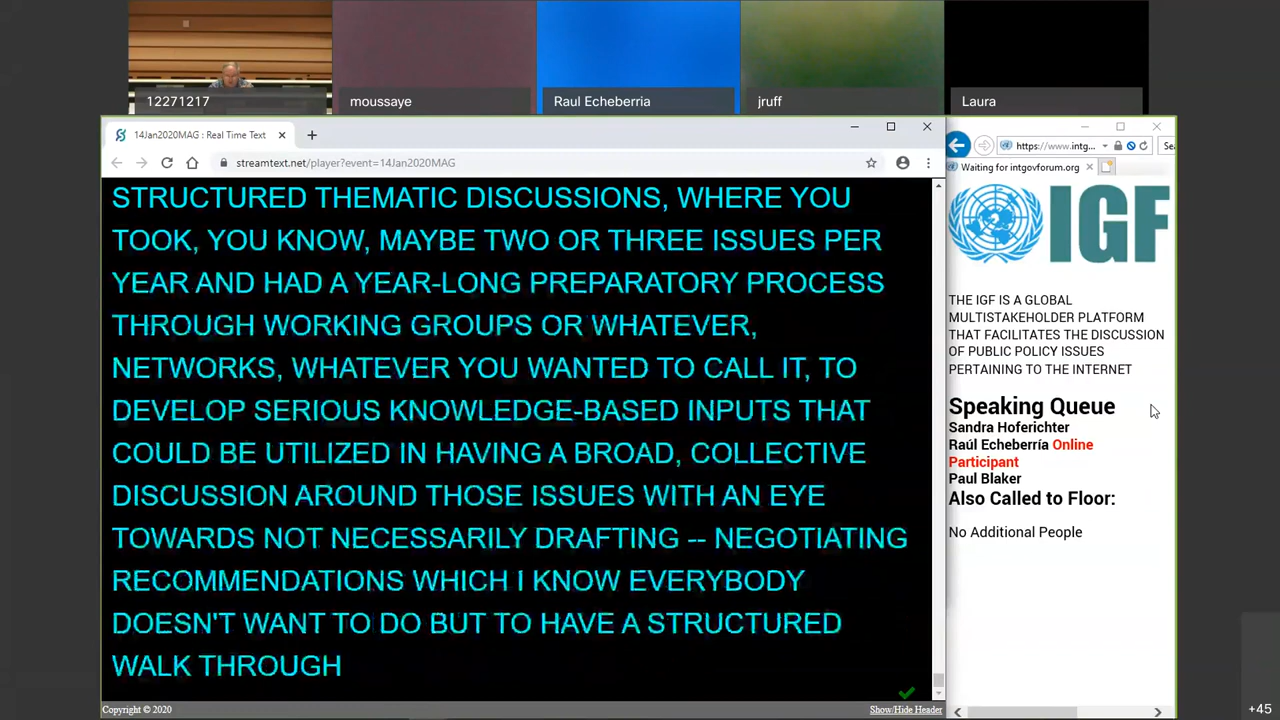 12271217
moussaye
Raul Echeberria
jruff
Laura
14Jan2020MAG : Real Time Text
streamtext.net/player?event=14Jan2020MAG
STRUCTURED THEMATIC DISCUSSIONS, WHERE YOU
TOOK, YOU KNOW, MAYBE TWO OR THREE ISSUES PER
YEAR AND HAD A YEAR-LONG PREPARATORY PROCESS
THROUGH WORKING GROUPS OR WHATEVER,
NETWORKS, WHATEVER YOU WANTED TO CALL IT, TO
DEVELOP SERIOUS KNOWLEDGE-BASED INPUTS THAT
COULD BE UTILIZED IN HAVING A BROAD, COLLECTIVE
DISCUSSION AROUND THOSE ISSUES WITH AN EYE
TOWARDS NOT NECESSARILY DRAFTING -- NEGOTIATING
RECOMMENDATIONS WHICH I KNOW EVERYBODY
DOESN'T WANT TO DO BUT TO HAVE A STRUCTURED
WALK THROUGH
Copyright © 2020
Show/Hide Header
https://www.intg...
Sea
Waiting for intgovforum.org
IGF
THE IGF IS A GLOBAL
MULTISTAKEHOLDER PLATFORM
THAT FACILITATES THE DISCUSSION
OF PUBLIC POLICY ISSUES
PERTAINING TO THE INTERNET
Speaking Queue
Sandra Hoferichter
Raúl Echeberría Online
Participant
Paul Blaker
Also Called to Floor:
No Additional People
+45